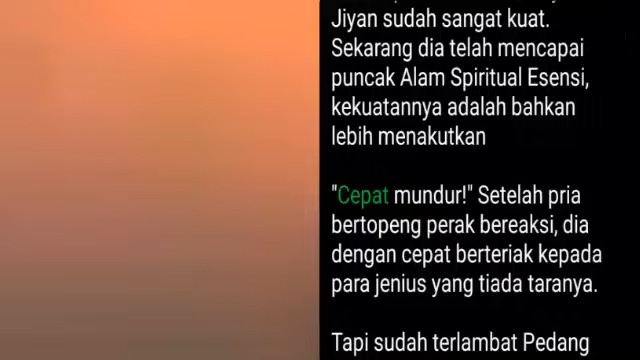 Jiyan sudah sangat kuat.
Sekarang dia telah mencapai
puncak Alam Spiritual Esensi,
kekuatannya adalah bahkan
lebih menakutkan
"Cepat mundur!" Setelah pria
bertopeng perak bereaksi, dia
dengan cepat berteriak kepada
para jenius yang tiada taranya.
Tapi sudah terlambat Pedang